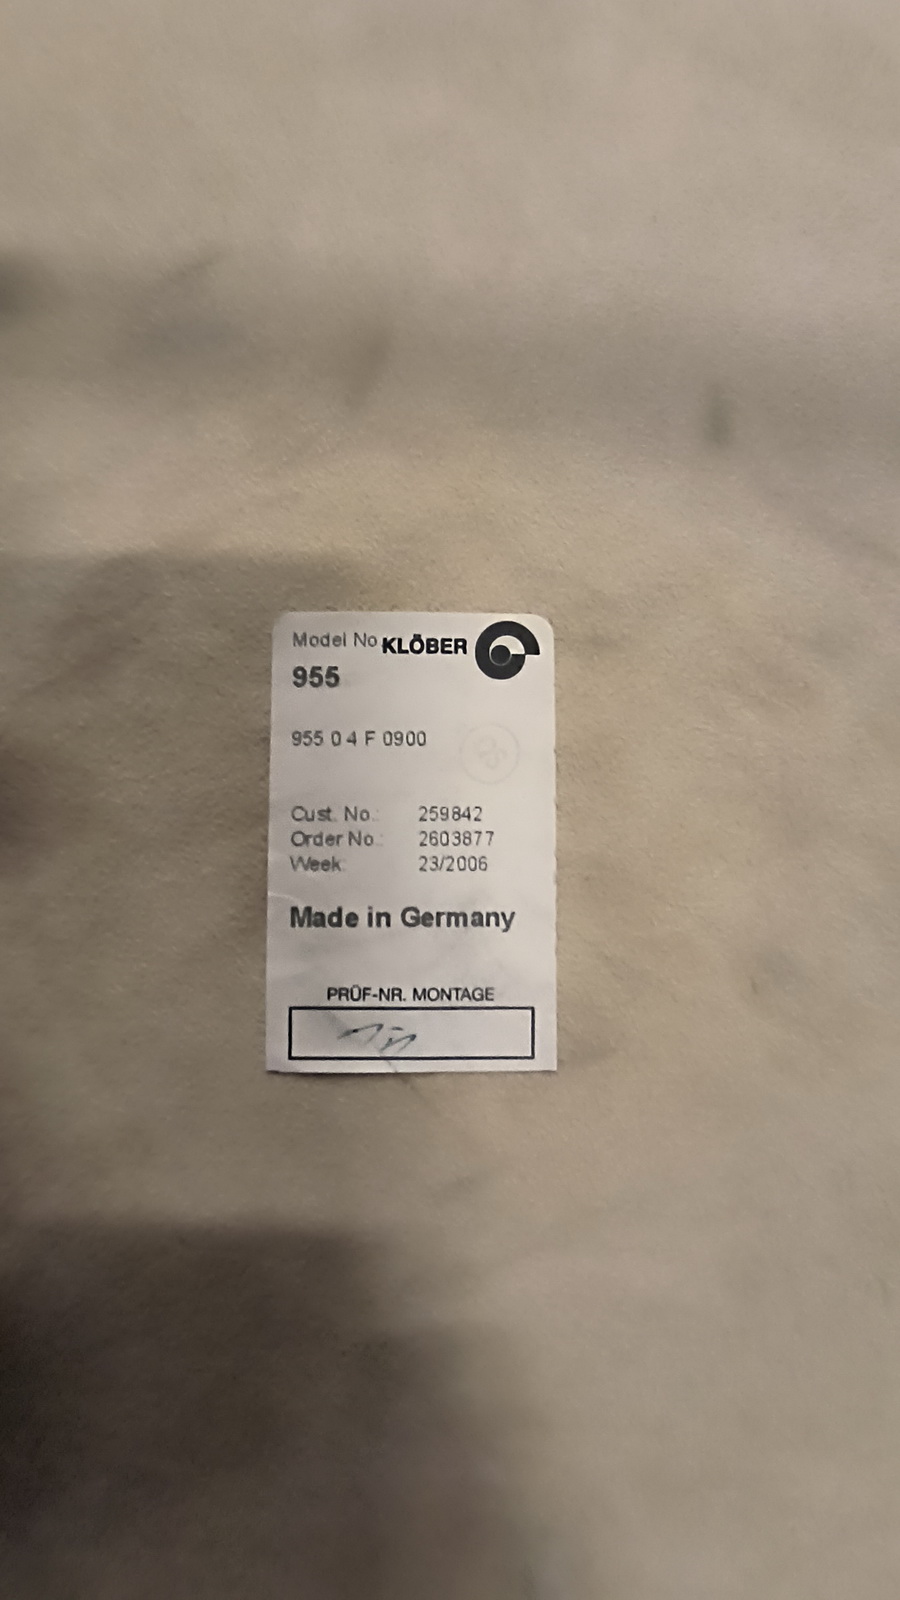 Model No KLÖBER
955
955 0 4 F 0900
Cust. No.: 259842
Order No.: 2603877
Week: 23/2006
Made in Germany
PRÜF-NR. MONTAGE